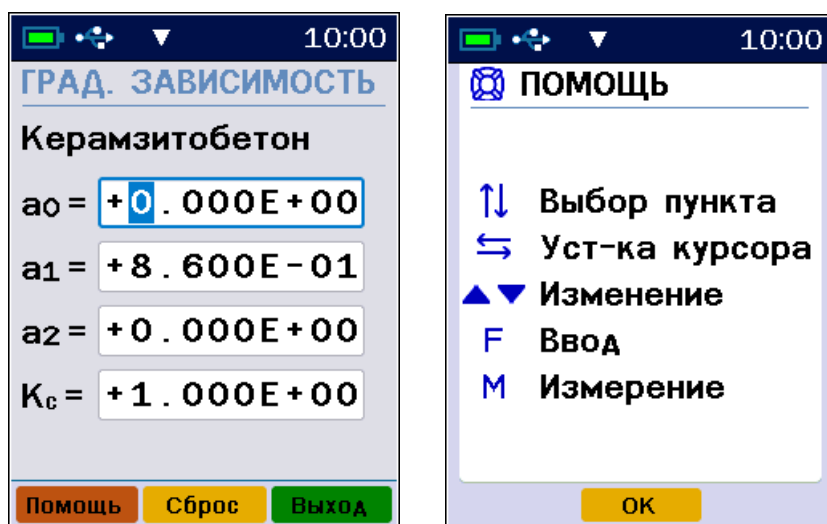 10:00
ГРАД. ЗАВИСИМОСТЬ
Керамзитобетон
a0 = +0.000E+00
a1 = +8.600E-01
a2 = +0.000E+00
Kc = +1.000E+00
Помощь Сброс Выход
10:00
ПОМОЩЬ
Выбор пункта
Уст-ка курсора
Изменение
F Ввод
M Измерение
ОК